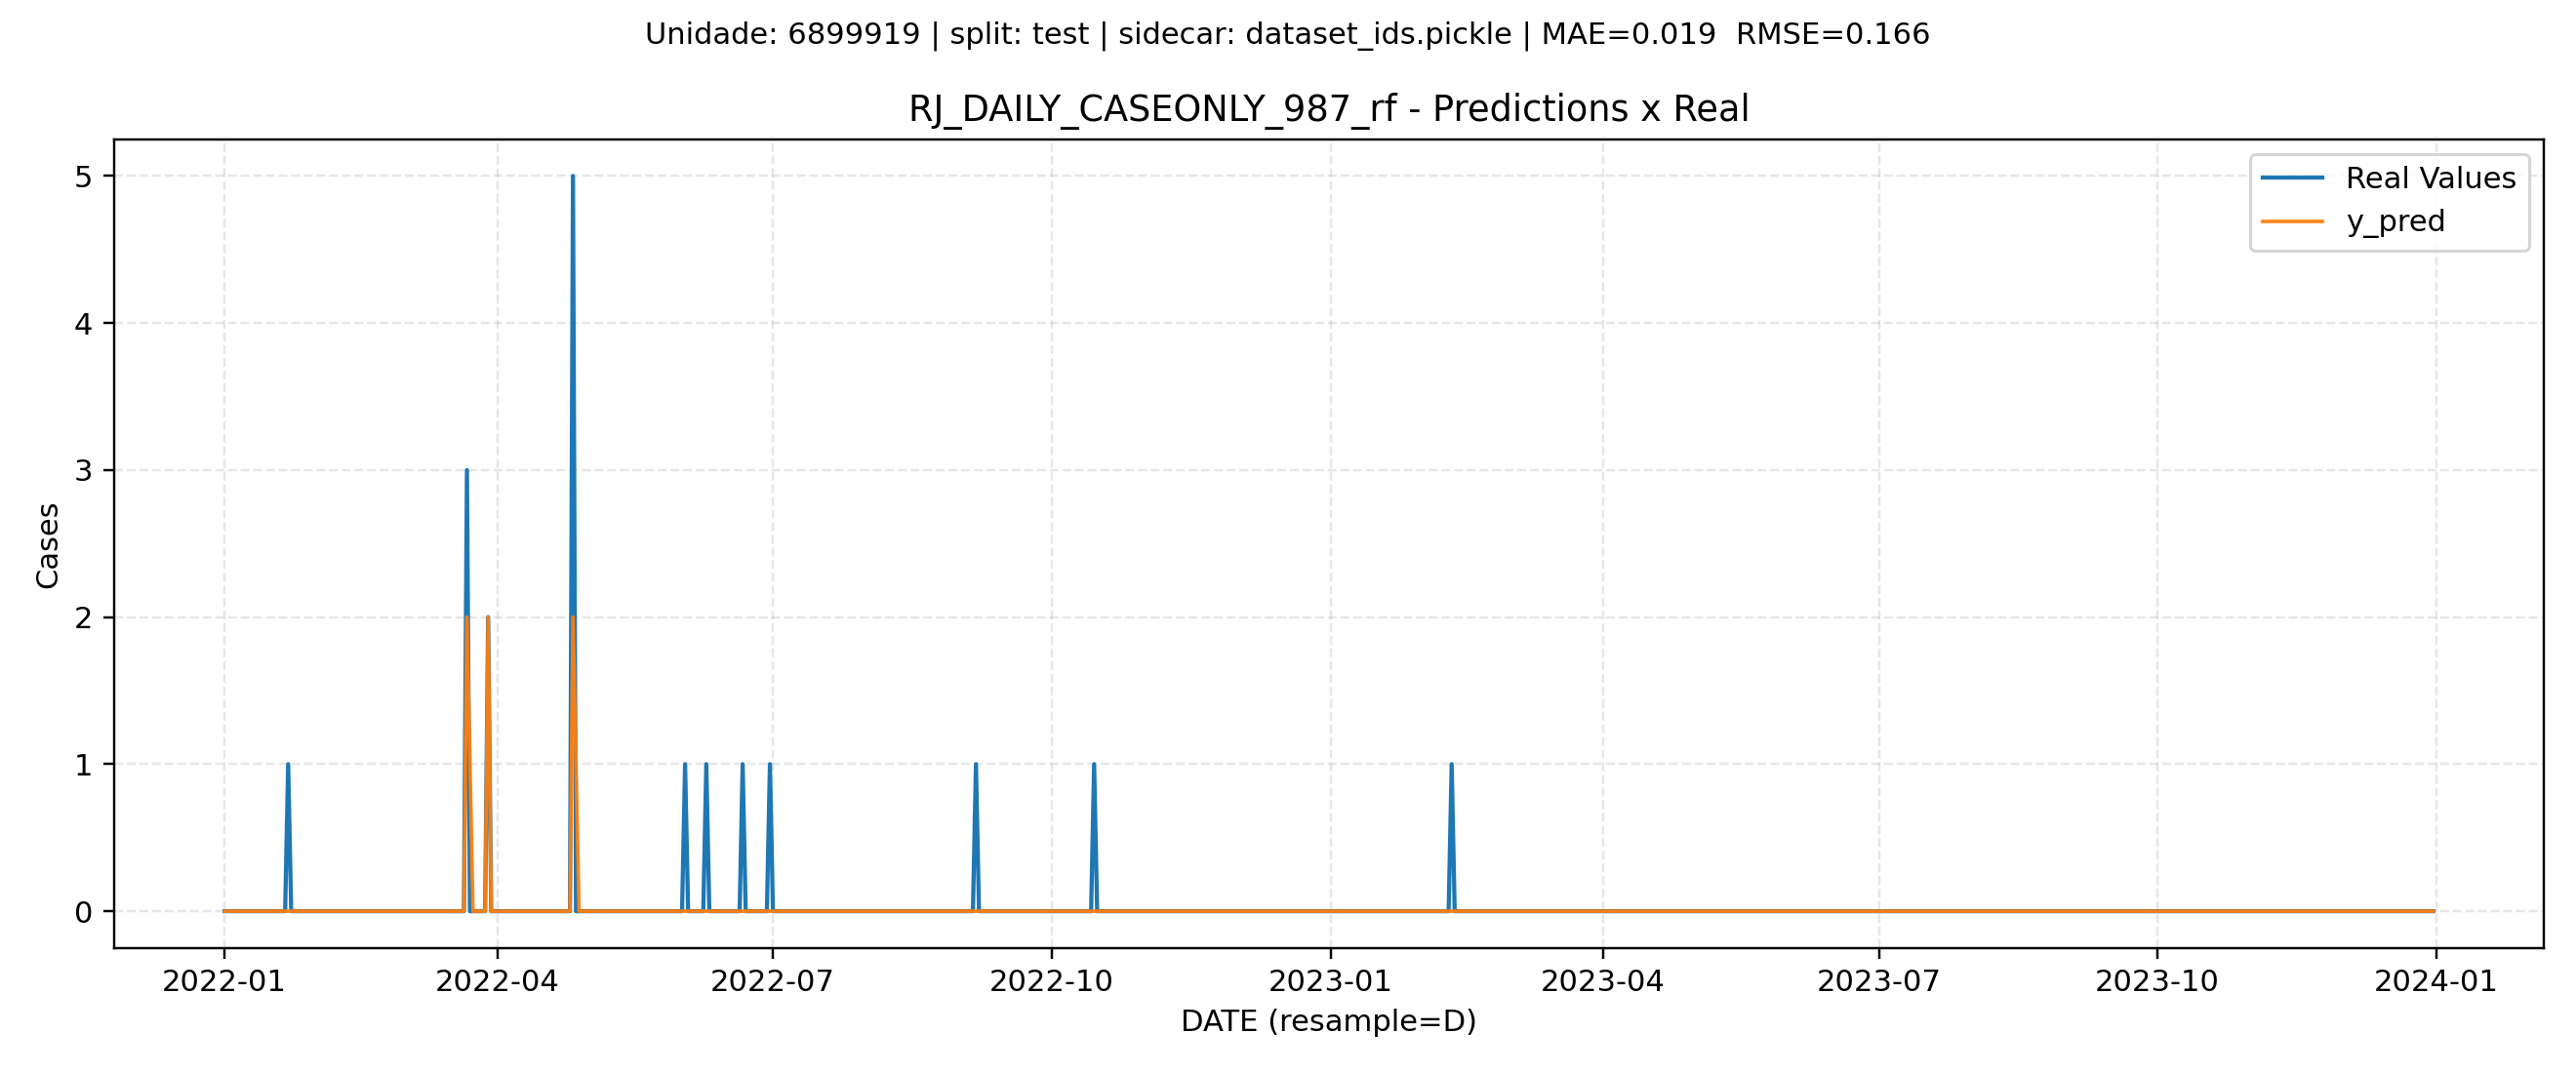 Unidade: 6899919 | split: test | sidecar: dataset_ids.pickle | MAE=0.019  RMSE=0.166
RJ_DAILY_CASEONLY_987_rf - Predictions x Real
Real Values
y_pred
5
4
3
2
1
0
Cases
2022-01 2022-04 2022-07 2022-10 2023-01 2023-04 2023-07 2023-10 2024-01
DATE (resample=D)